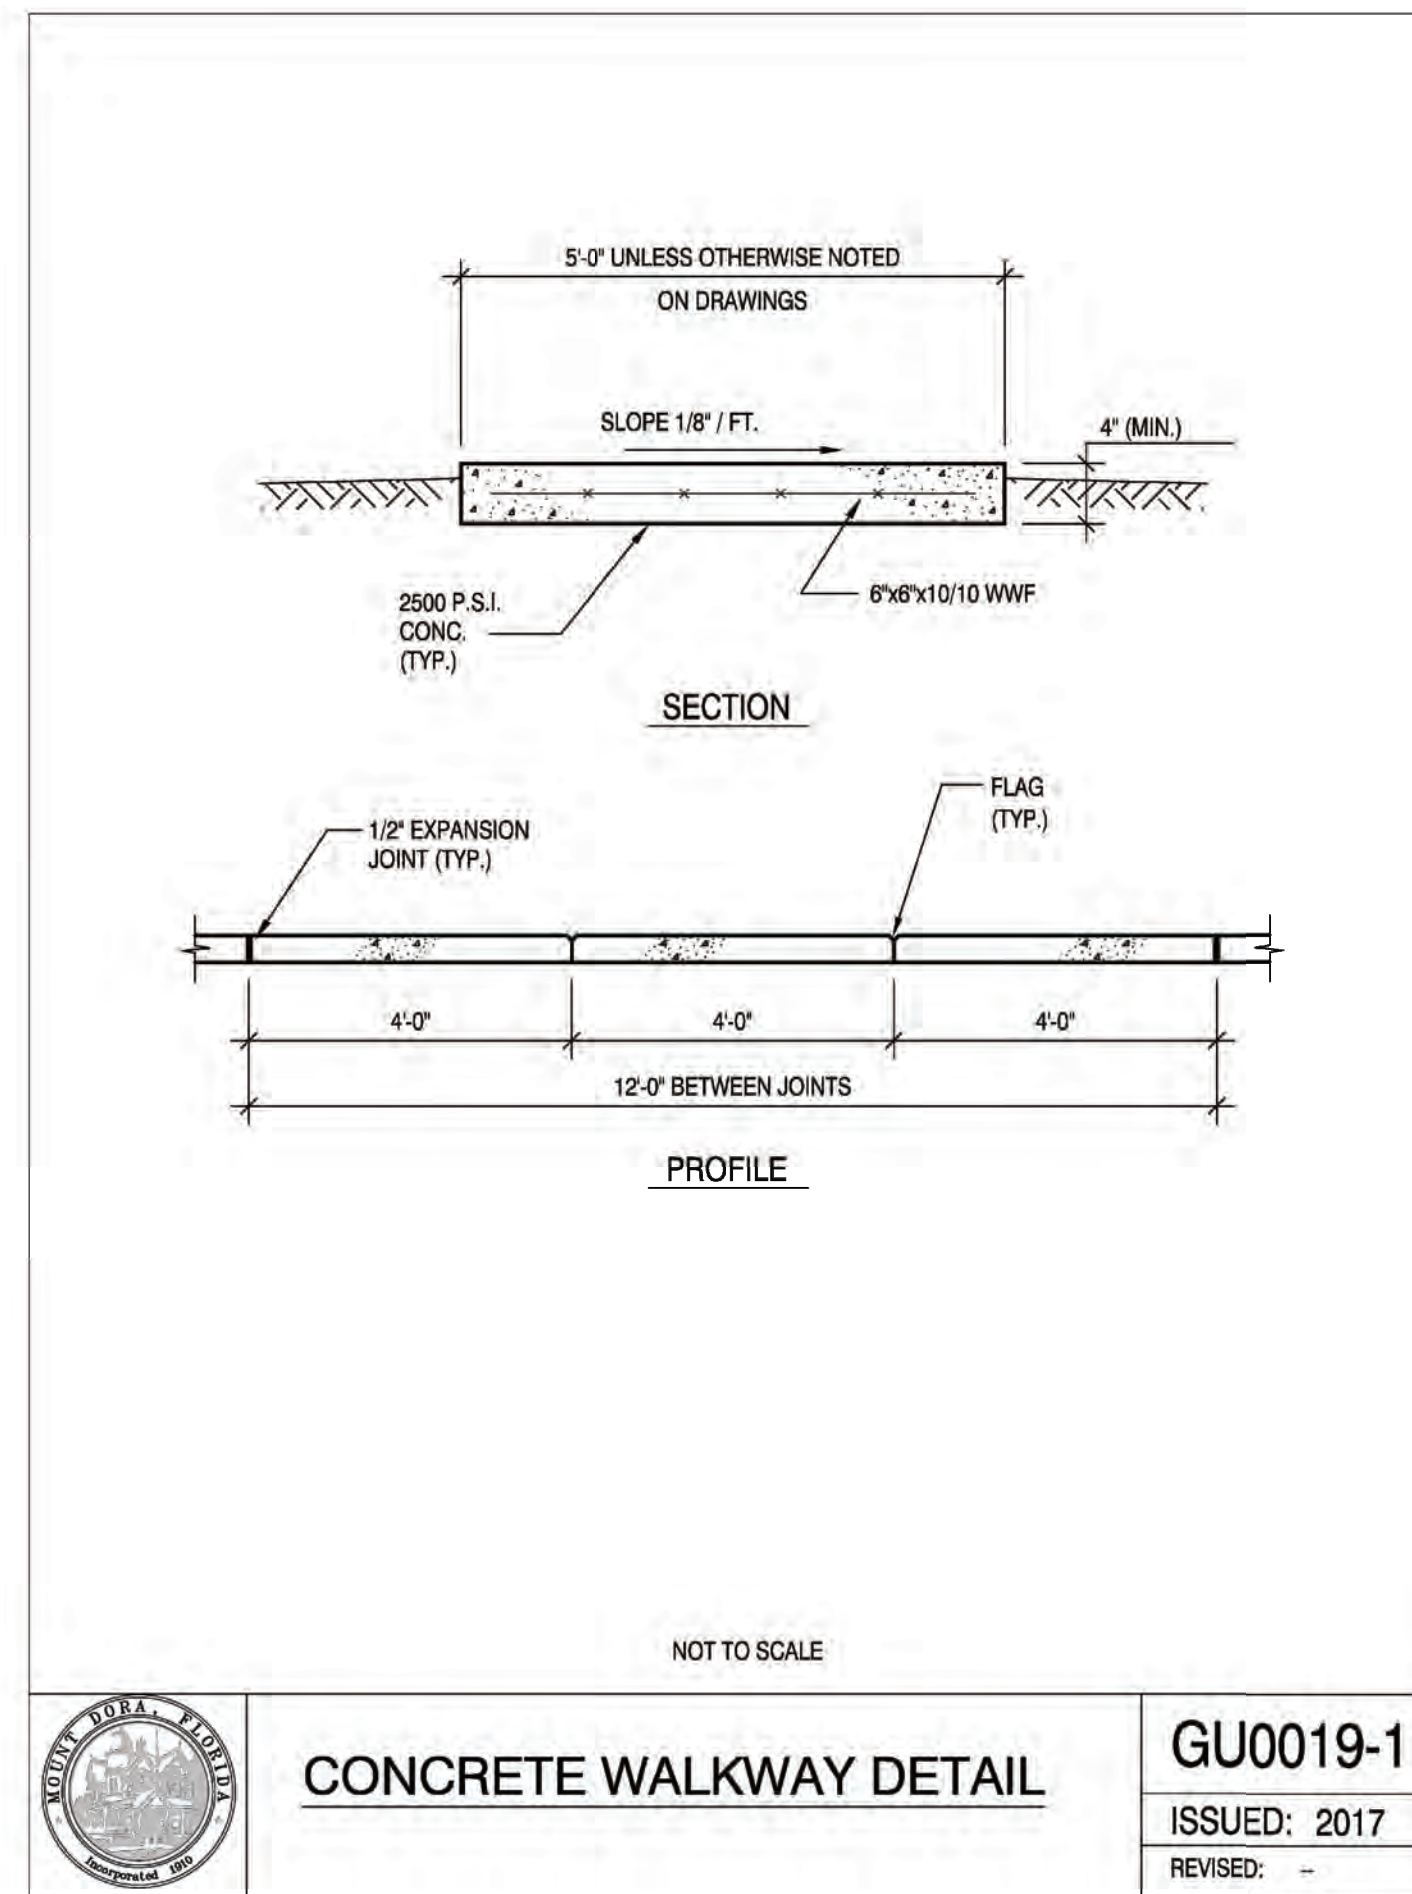 5'-0" UNLESS OTHERWISE NOTED
ON DRAWINGS
SLOPE 1/8" / FT.
4" (MIN.)
2500 P.S.I.
CONC.
(TYP.)
6"x6"x10/10 WWF
SECTION
FLAG
(TYP.)
1/2" EXPANSION
JOINT (TYP.)
4'-0"
4'-0"
4'-0"
12'-0" BETWEEN JOINTS
PROFILE
NOT TO SCALE
MOUNT DORA, FLORIDA
Incorporated 1910
CONCRETE WALKWAY DETAIL
GU0019-1
ISSUED: 2017
REVISED: --